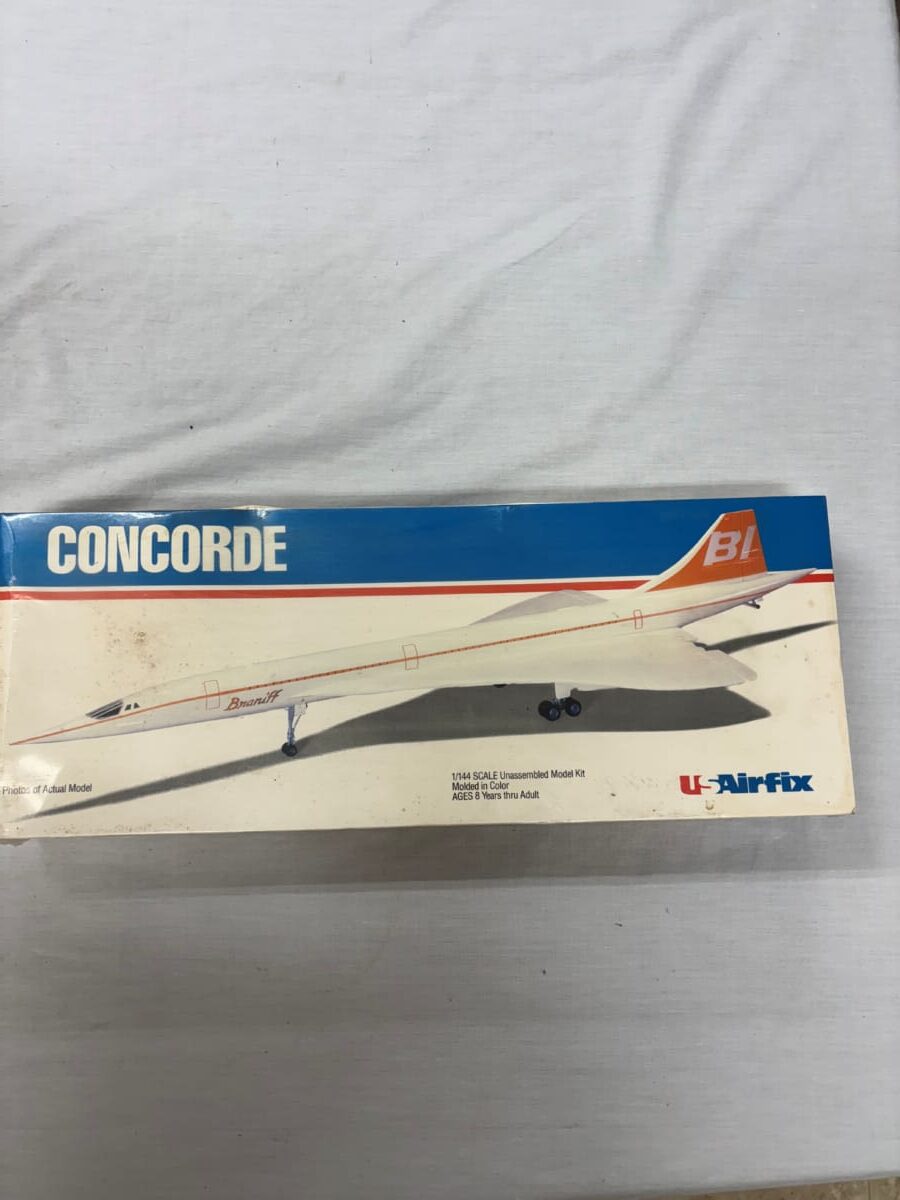 CONCORDE
BI
Braniff
Photos of Actual Model
1/144 SCALE Unassembled Model Kit
Molded in Color
AGES 8 Years thru Adult
USAirfix